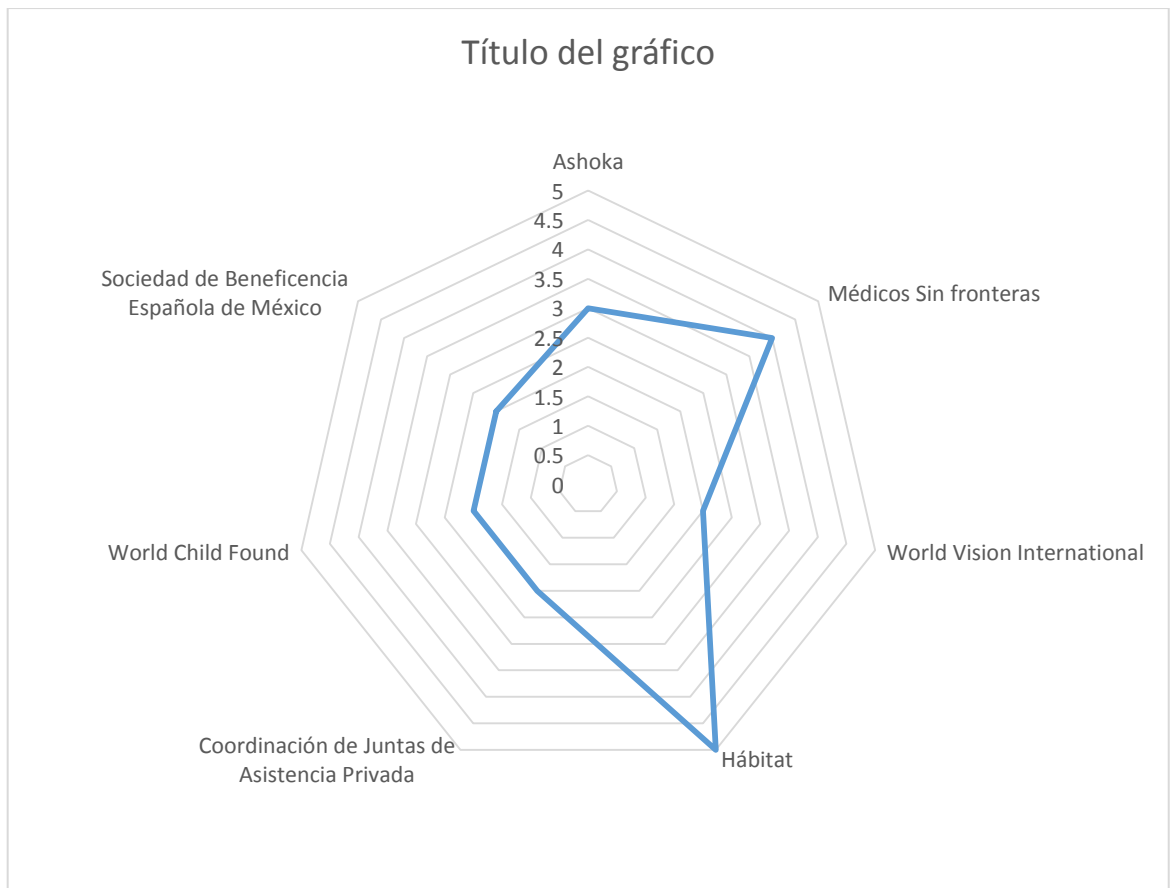 Título del gráfico
Ashoka
5
4.5
4
3.5
3
2.5
2
1.5
1
0.5
0
Médicos Sin fronteras
World Vision International
Hábitat
Coordinación de Juntas de
Asistencia Privada
World Child Found
Sociedad de Beneficencia
Española de México